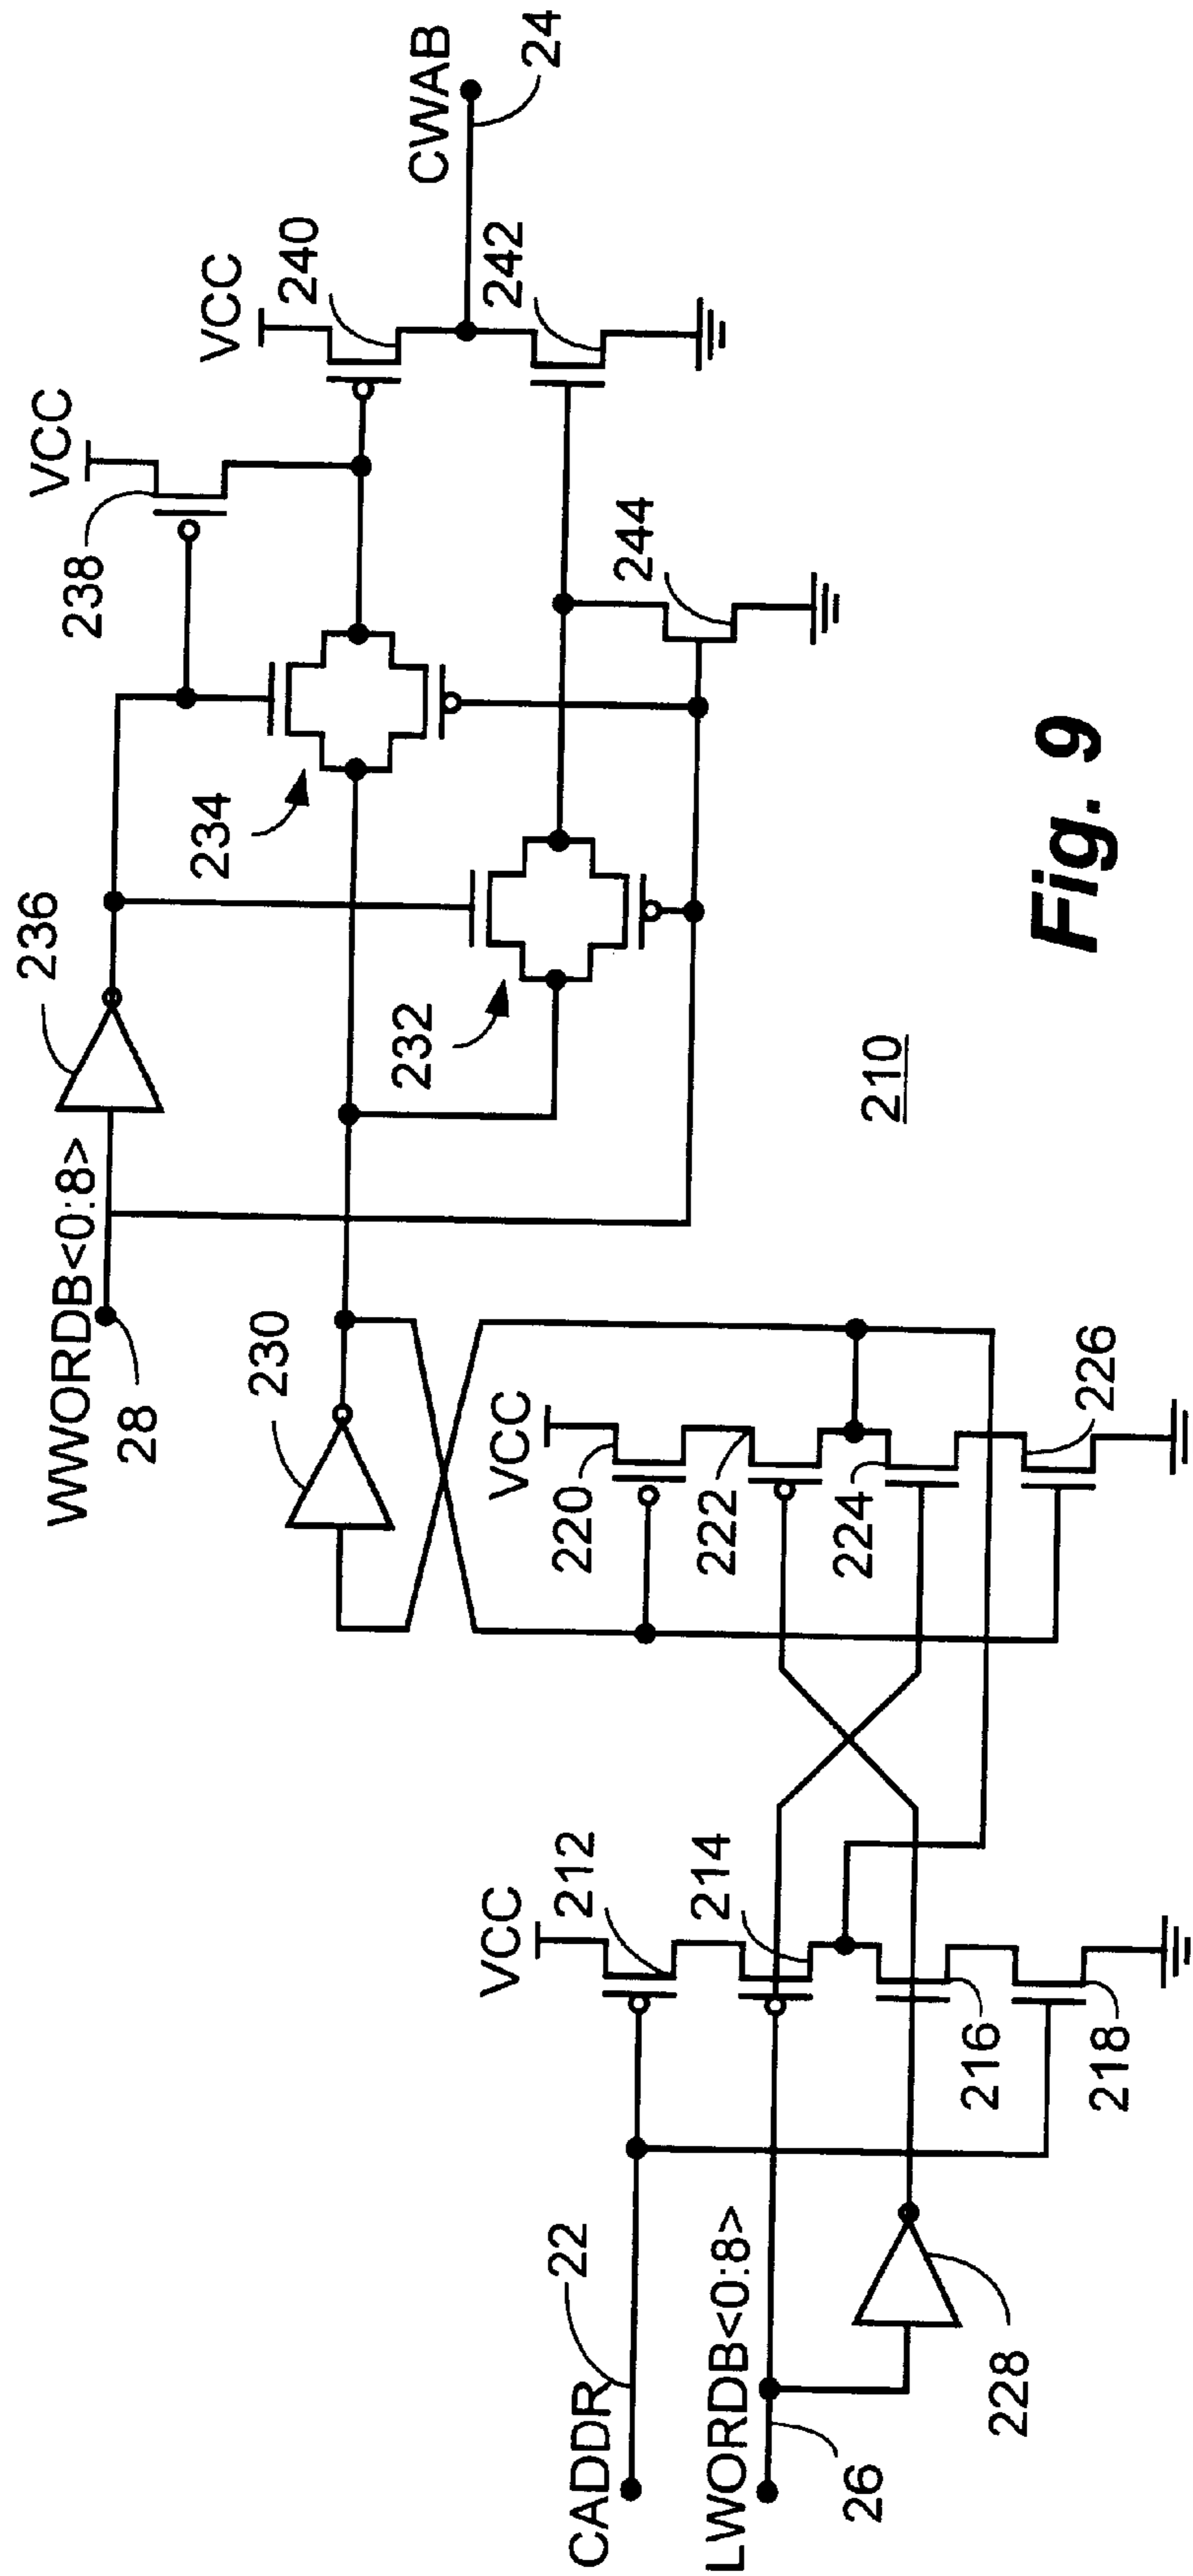 WWORDB<0:8>
28
236
VCC
238
230
234
VCC
240
CWAB
24
232
242
244
CADDR
22
VCC
212
VCC
220
LWORDB<0:8>
26
214
222
228
216
224
218
226
210
Fig. 9